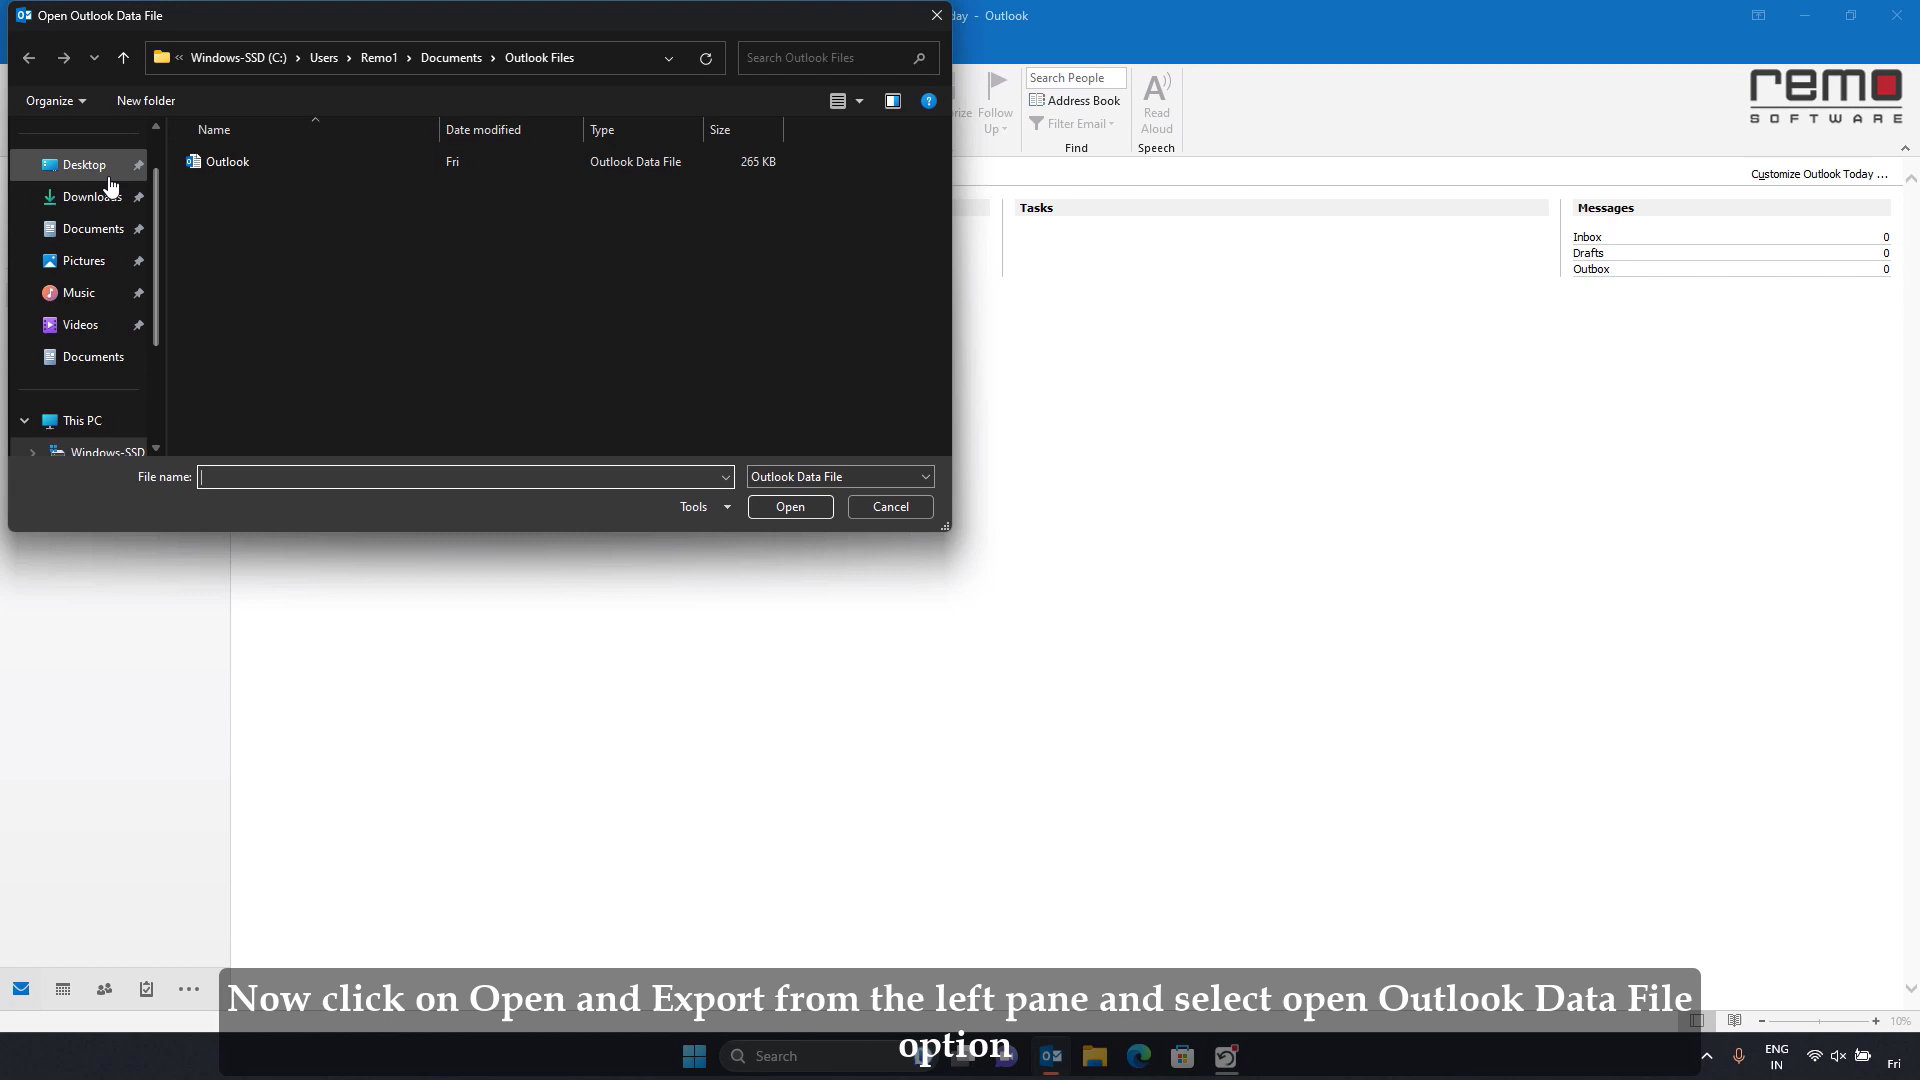 Open Outlook Data File
day - Outlook
« Windows-SSD (C:) > Users > Remo1 > Documents > Outlook Files
Search Outlook Files
Organize
New folder
Name
Date modified
Type
Size
Outlook
Fri
Outlook Data File
265 KB
Desktop
Downloads
Documents
Pictures
Music
Videos
Documents
This PC
Windows-SSD
File name:
Outlook Data File
Tools
Open
Cancel
Follow Up
Search People
Address Book
Filter Email
Find
Read Aloud
Speech
remo
SOFTWARE
Customize Outlook Today ...
Tasks
Messages
Inbox 0
Drafts 0
Outbox 0
10%
Now click on Open and Export from the left pane and select open Outlook Data File
option
Search
ENG
IN
Fri